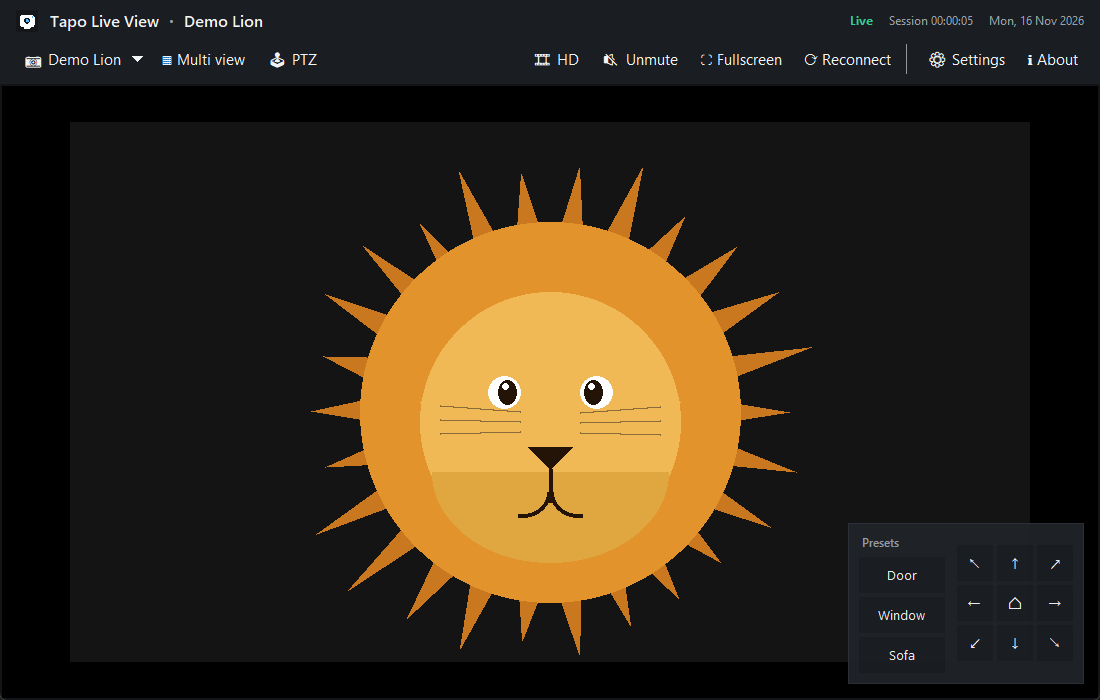 Tapo Live View • Demo Lion
Live Session 00:00:05 Mon, 16 Nov 2026
Demo Lion Multi view PTZ
HD Unmute Fullscreen Reconnect Settings About
Presets
Door
Window
Sofa